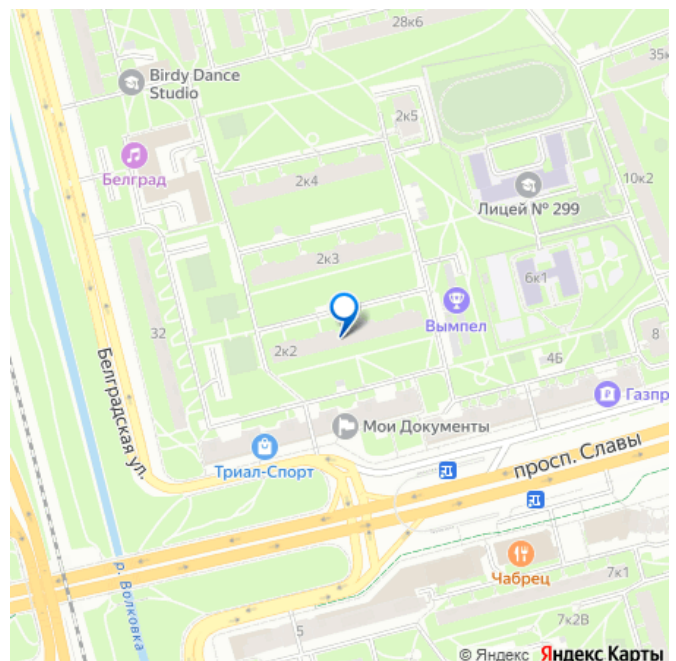 28к6
35к
Birdy Dance
Studio
2к5
Белград
2к4
10к2
Лицей № 299
2к3
6к1
Вымпел
32
8
2к2
4Б
Белградская ул.
Газпр
Мои Документы
Триал-Спорт
просп. Славы
Чабрец
7к1
р. Волковка
7к2В
5
© Яндекс Яндекс Карты